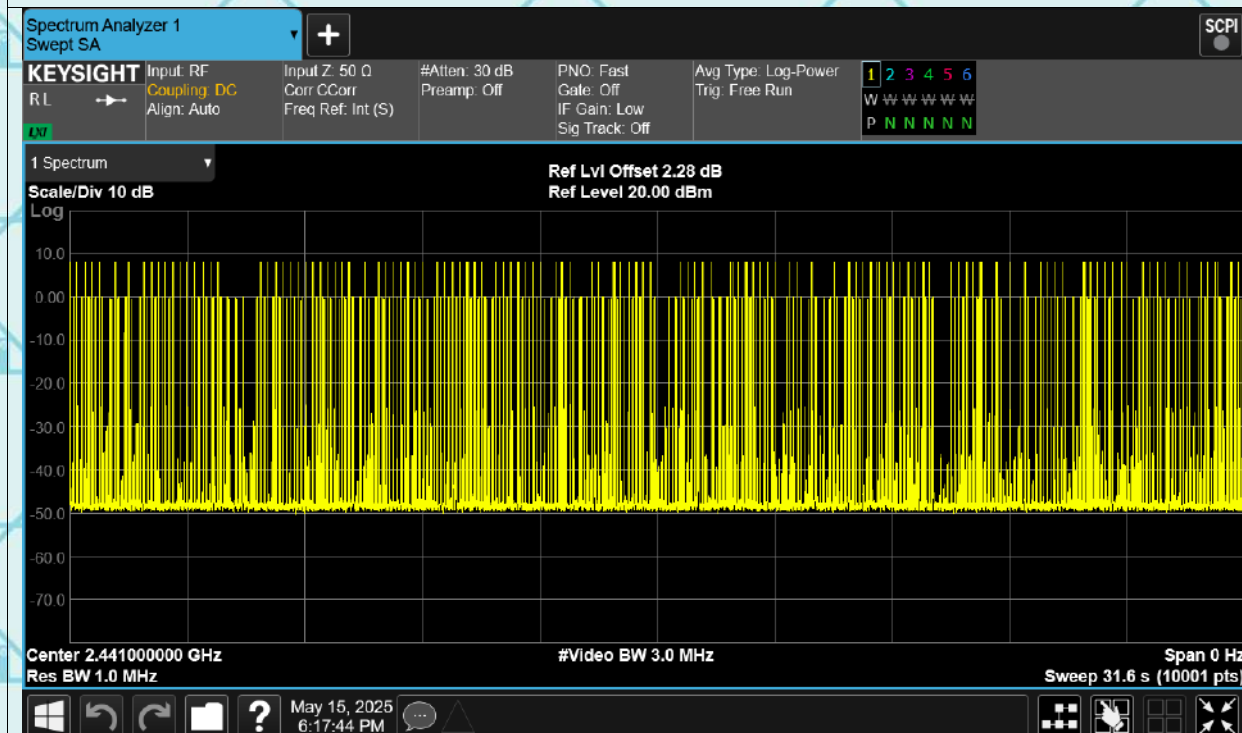 Spectrum Analyzer 1
Swept SA
+
SCPI
KEYSIGHT
R L
LXI
Input: RF
Coupling: DC
Align: Auto
Input Z: 50 Ω
Corr CCorr
Freq Ref: Int (S)
#Atten: 30 dB
Preamp: Off
PNO: Fast
Gate: Off
IF Gain: Low
Sig Track: Off
Avg Type: Log-Power
Trig: Free Run
1 2 3 4 5 6
W W W W W W
P N N N N N
1 Spectrum
Scale/Div 10 dB
Ref Lvl Offset 2.28 dB
Ref Level 20.00 dBm
Log
10.0
0.00
-10.0
-20.0
-30.0
-40.0
-50.0
-60.0
-70.0
Center 2.441000000 GHz
#Video BW 3.0 MHz
Span 0 Hz
Res BW 1.0 MHz
Sweep 31.6 s (10001 pts)
?
May 15, 2025
6:17:44 PM